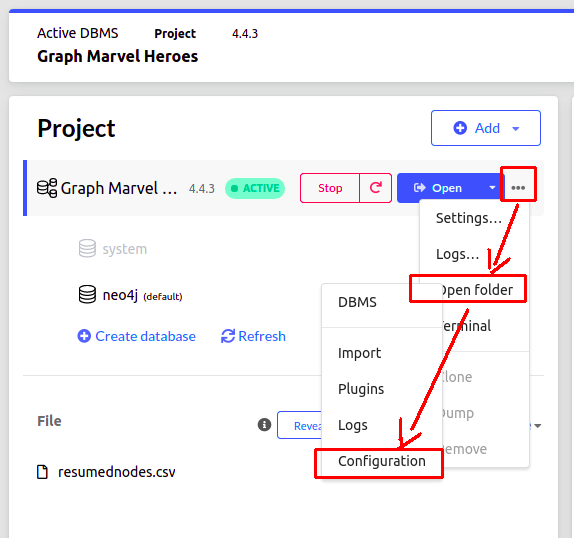 Active DBMS Project 4.4.3
Graph Marvel Heroes
Project
Add
Graph Marvel ... 4.4.3 ACTIVE Stop Open
Settings...
system
Logs...
neo4j (default)
Open folder
DBMS
Terminal
Create database Refresh
Import
Clone
Plugins
Dump
File
Logs
Remove
Configuration
resumednodes.csv